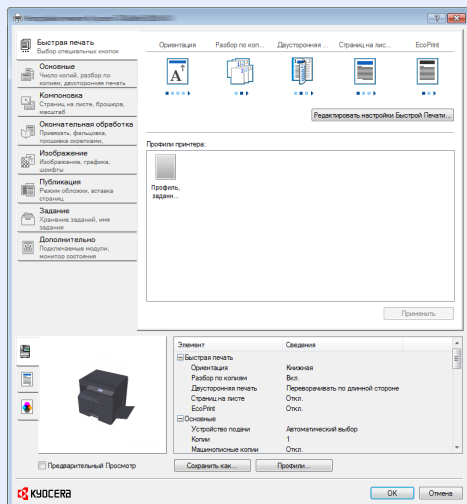 Быстрая печать
Выбор специальных кнопок
Основные
Число копий, разбор по
копиям, двусторонняя печать
Компоновка
Страниц на листе, брошюра,
масштаб
Окончательная обработка
Привязать, фальцовка,
прошивка скрепками,
Изображение
Изображение, графика,
шрифты
Публикация
Режим обложки, вставка
страниц
Задание
Хранение заданий, имя
задания
Дополнительно
Подключаемые модули,
монитор состояния
Ориентация Разбор по коп... Двусторонняя ... Страниц на лис... EcoPrint
Редактировать настройки Быстрой Печати...
Профили принтера:
Профиль,
заданн...
Применить
Элемент Сведения
Быстрая печать
Ориентация Книжная
Разбор по копиям Вкл.
Двусторонняя печать Переворачивать по длинной стороне
Страниц на листе Откл.
EcoPrint Откл.
Основные
Устройство подачи Автоматический выбор
Копии 1
Машинописные копии Откл.
Предварительный Просмотр
Сохранить как... Профили...
KYOCERA
OK Отмена